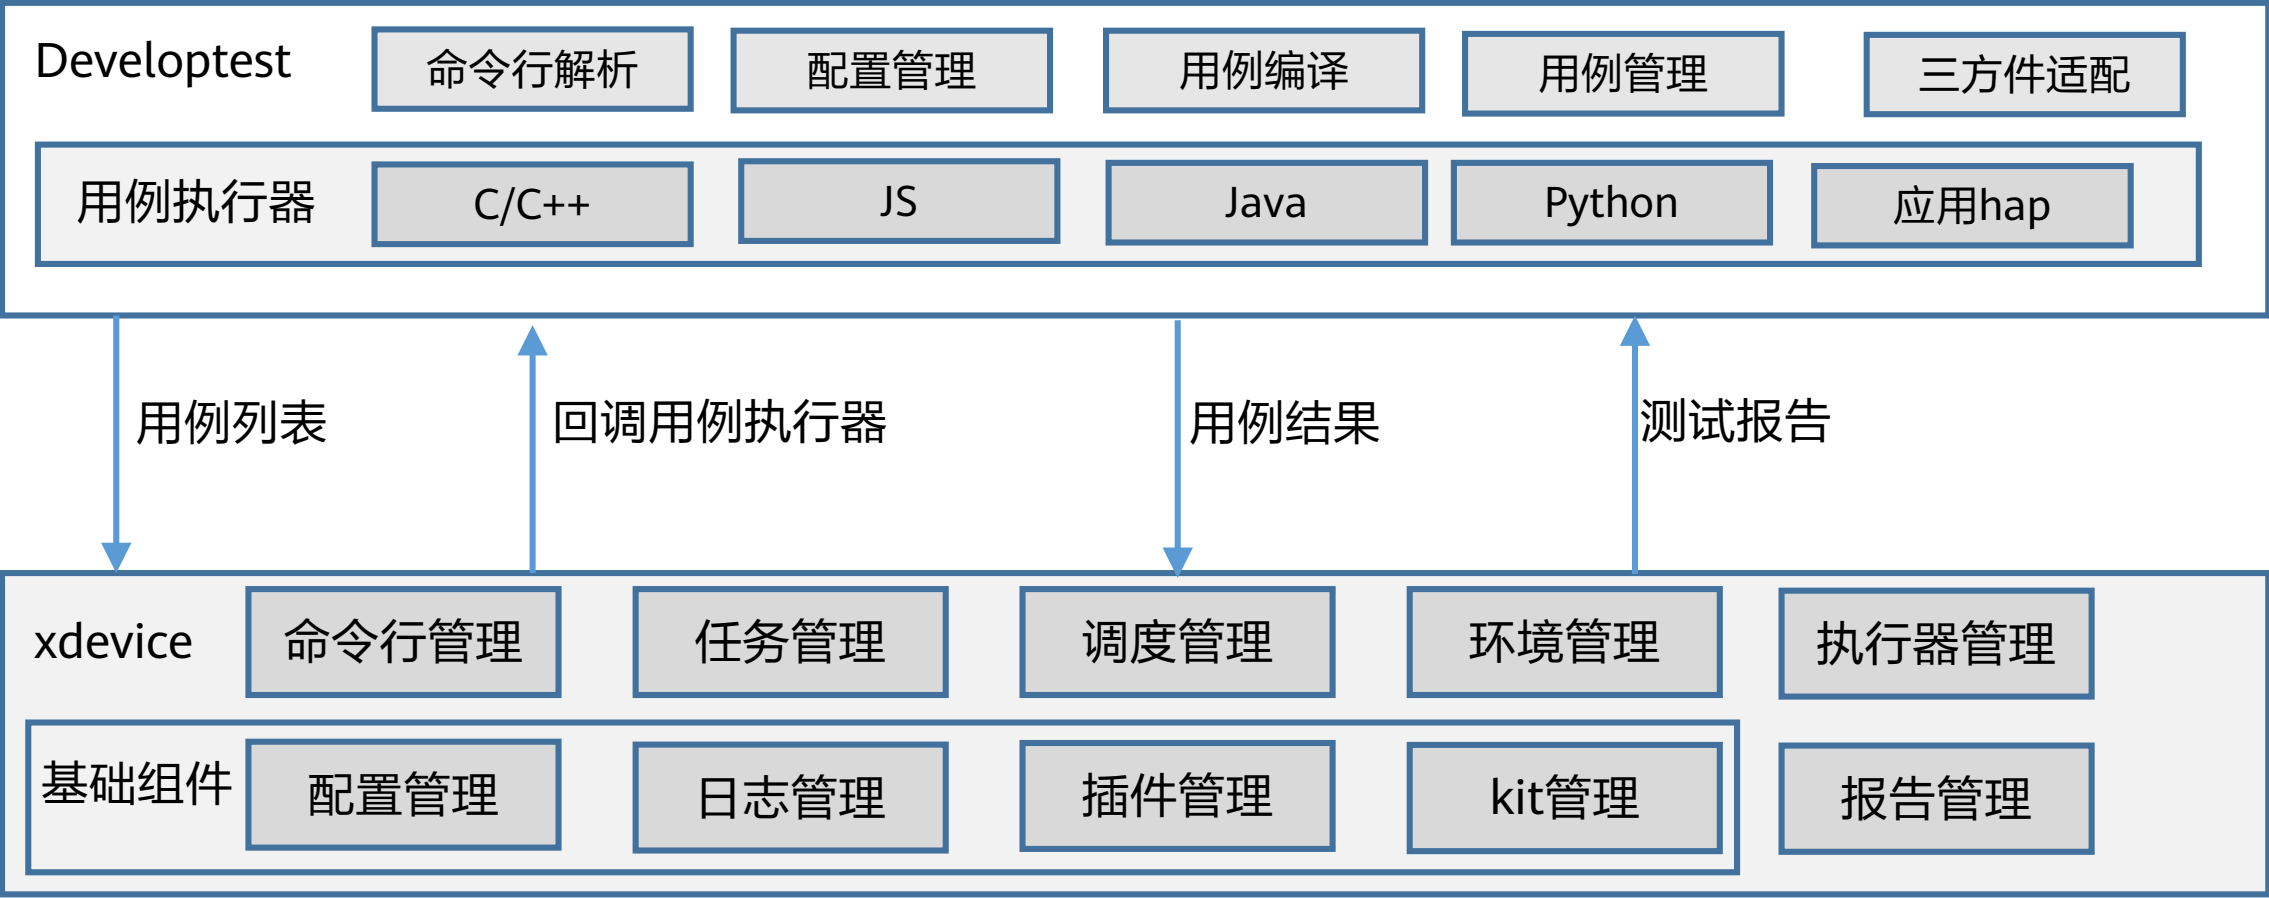 Developtest
命令行解析
配置管理
用例编译
用例管理
三方件适配
用例执行器
C/C++
JS
Java
Python
应用hap
用例列表
回调用例执行器
用例结果
测试报告
xdevice
命令行管理
任务管理
调度管理
环境管理
执行器管理
基础组件
配置管理
日志管理
插件管理
kit管理
报告管理